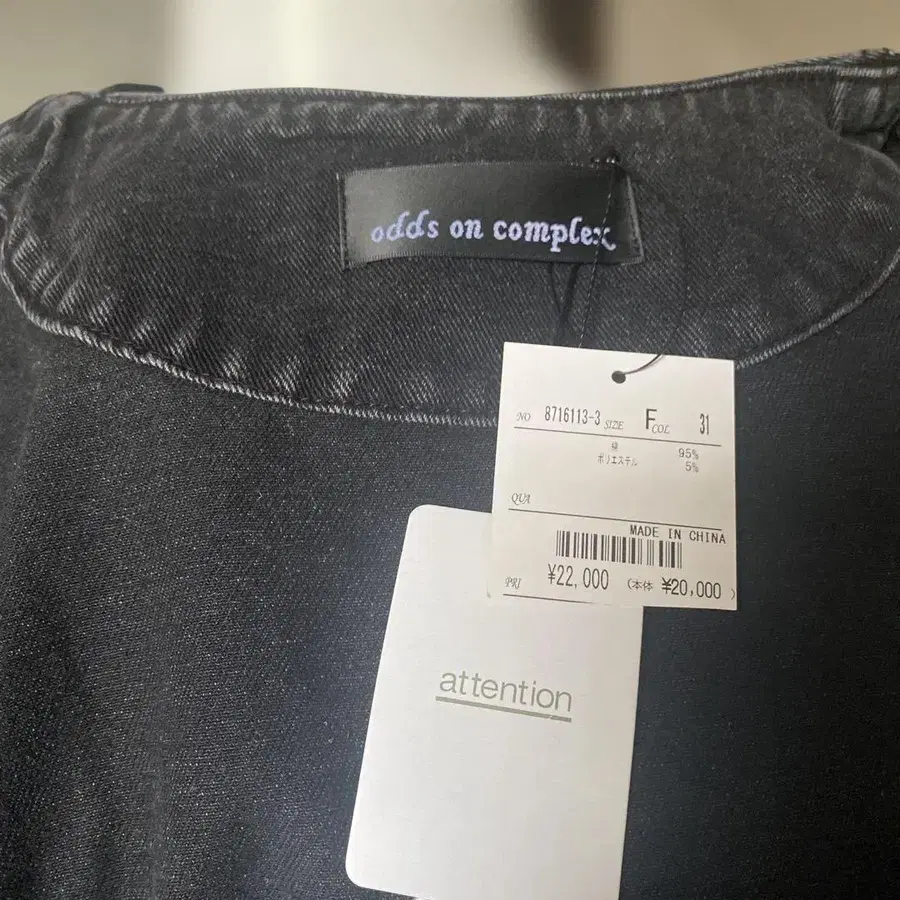 odds on complex
NO 8716113-3 SIZE F COL 31
綿 95%
ポリエステル 5%
QUA
MADE IN CHINA
PRI ¥22,000 (本体 ¥20,000 )
attention